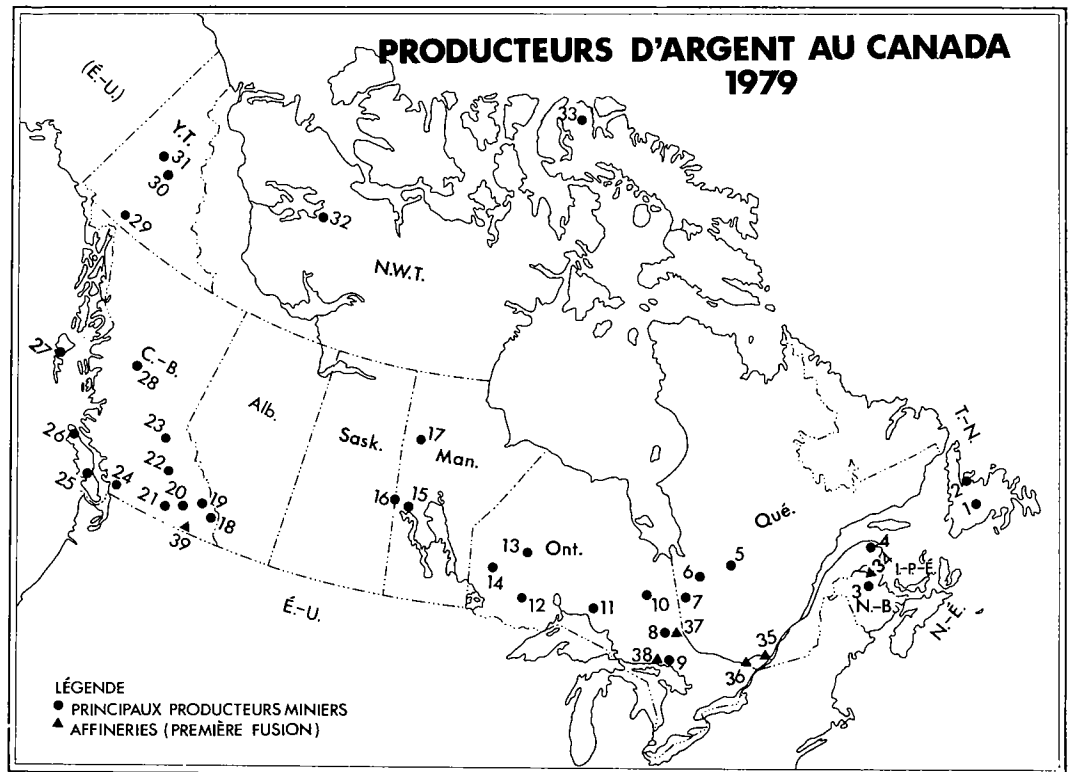 PRODUCTEURS D'ARGENT AU CANADA
1979
(É.-U.)
Y.T.
31
30
29
33
32
N.W.T.
27
C.-B.
28
Alb.
Sask.
17
Man.
26
23
22
25
24
21
20
19
18
39
16
15
É.-U.
13
Ont.
14
12
11
10
6
5
7
Qué.
8
37
38
9
35
36
T.-N.
2
1
4
34
I.-P.-É.
3
N.-B.
N.-É.
LÉGENDE
● PRINCIPAUX PRODUCTEURS MINIERS
▲ AFFINERIES (PREMIÈRE FUSION)